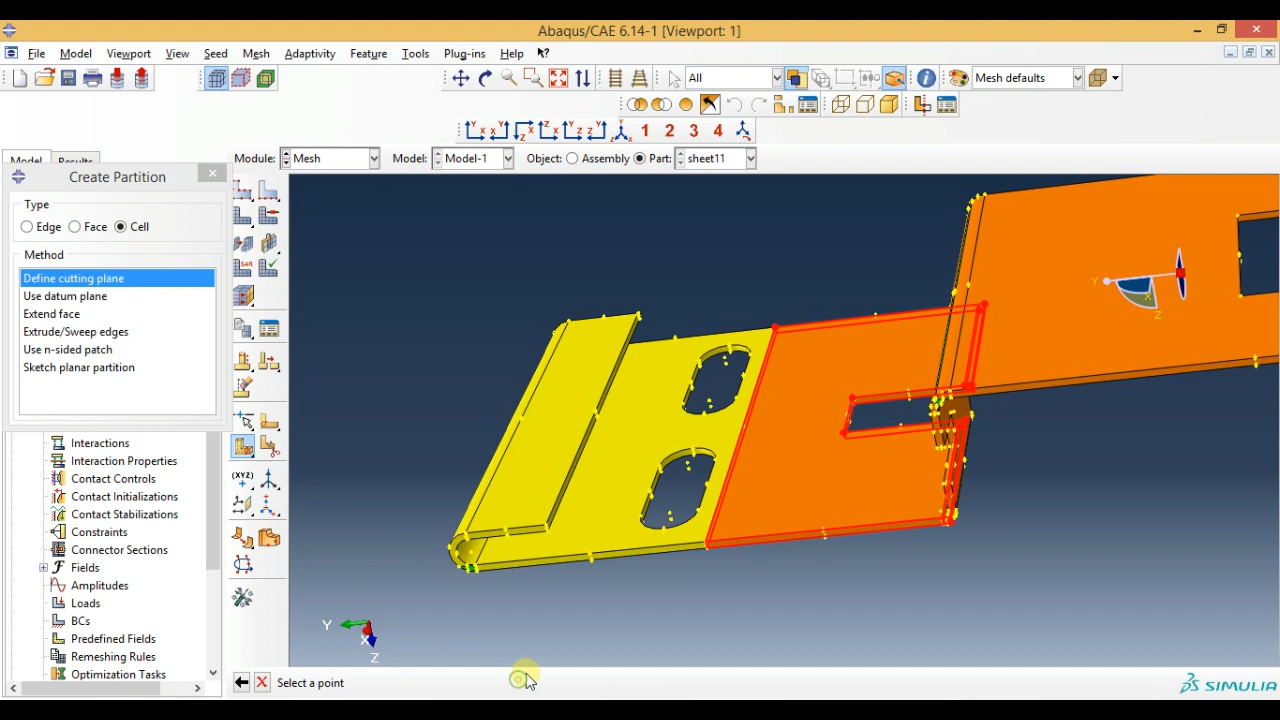 Abaqus/CAE 6.14-1 [Viewport: 1]
File Model Viewport View Seed Mesh Adaptivity Feature Tools Plug-ins Help
All
Mesh defaults
1 2 3 4
Model Results
Module: Mesh Model: Model-1 Object: Assembly Part: sheet11
Create Partition
Type
Edge Face Cell
Method
Define cutting plane
Use datum plane
Extend face
Extrude/Sweep edges
Use n-sided patch
Sketch planar partition
Interactions
Interaction Properties
Contact Controls
Contact Initializations
Contact Stabilizations
Constraints
Connector Sections
Fields
Amplitudes
Loads
BCs
Predefined Fields
Remeshing Rules
Optimization Tasks
(XYZ)
Y
X
Z
Y
X
Z
Select a point
SIMULIA